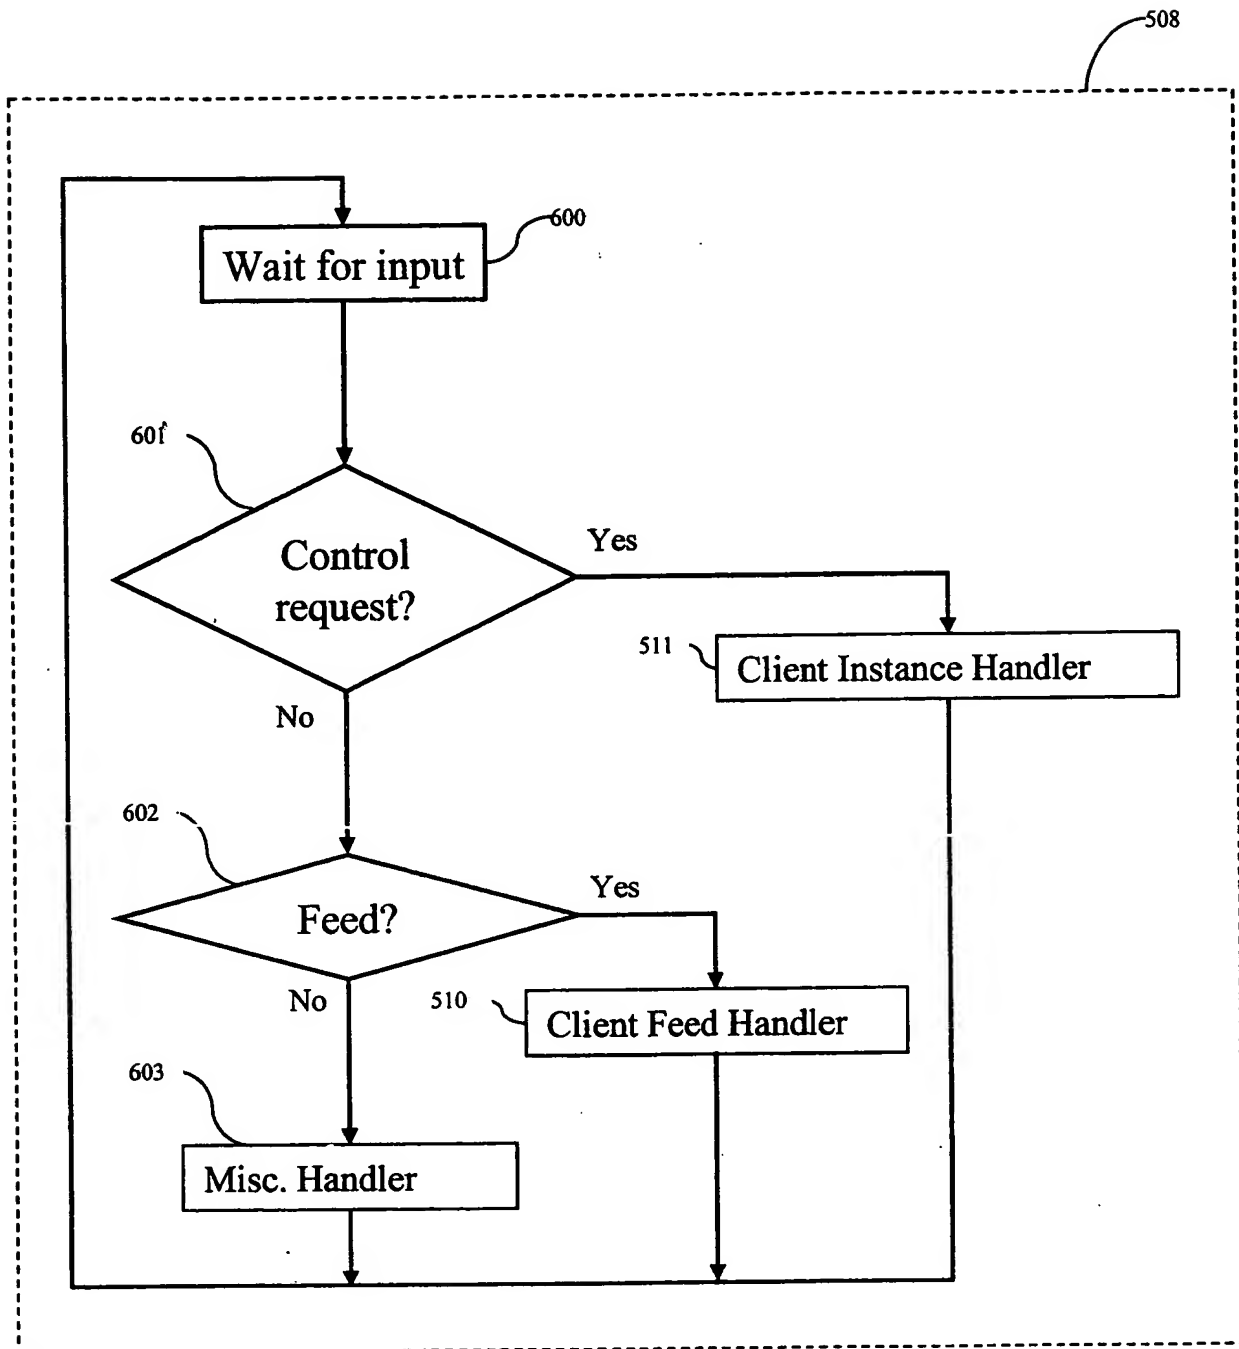 508
600
Wait for input
601
Control
request?
Yes
511
Client Instance Handler
No
602
Feed?
Yes
No
510
Client Feed Handler
603
Misc. Handler